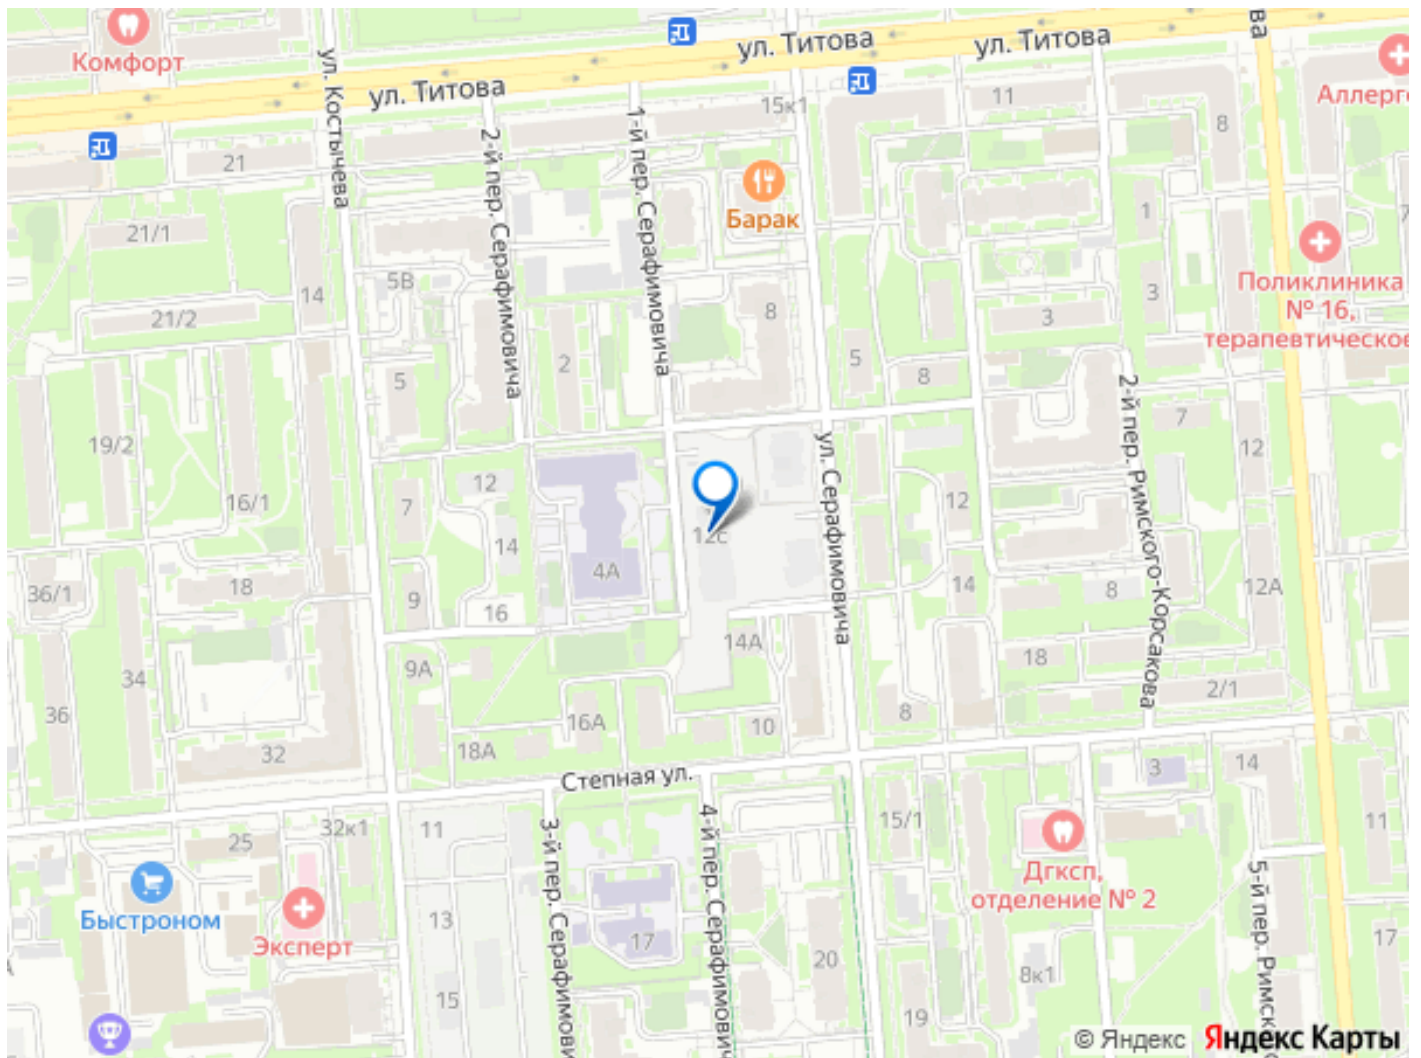 Комфорт
ул. Титова
ул. Титова
ул. Титова
ул. Костычева
2-й пер. Серафимовича
1-й пер. Серафимовича
15к1
11
8
Аллерг
ва
21
Барак
21/1
1
Поликлиника
№ 16,
терапевтическое
5В
14
21/2
8
3
3
2
5
8
5
7
19/2
12
2-й пер. Римского-Корсакова
16/1
7
12
ул. Серафимовича
12
14
12с
36/1
18
9
4А
16
14
8
12А
14А
18
9А
34
36
16А
10
8
2/1
32
18А
Степная ул.
3
14
25
32к1
11
3-й пер. Серафимови
4-й пер. Серафимович
15/1
11
Дгксп,
отделение № 2
5-й пер. Римск
Быстроном
Эксперт
13
17
20
8к1
17
15
19
© Яндекс Яндекс Карты